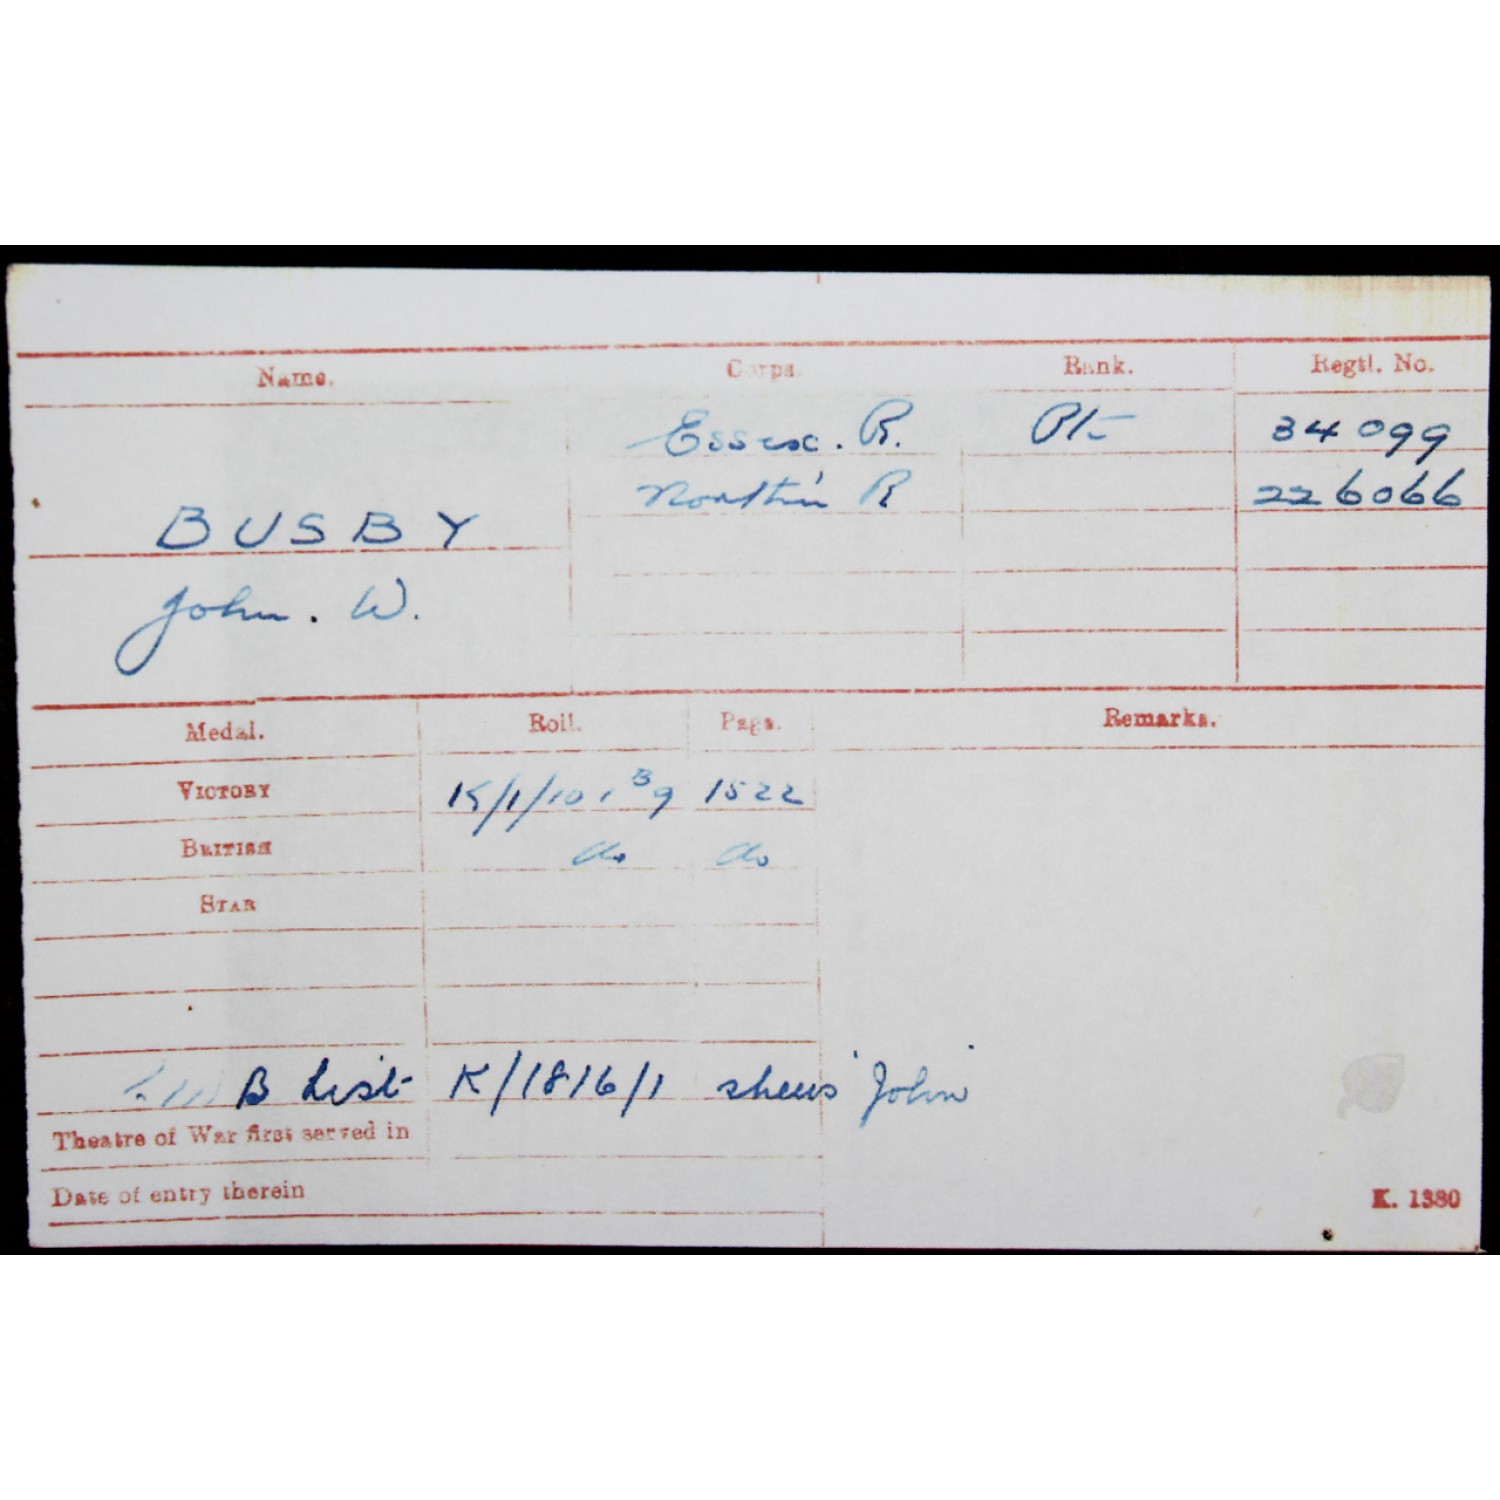 Name. Corps. Rank. Regtl. No.
Essex. R. Pte 34099
North'n R 226066
BUSBY
John. W.
Medal. Roll. Page. Remarks.
VICTORY K/1/101 B9 1522
BRITISH do do
STAR
B List K/1816/1 shews 'John'
Theatre of War first served in
Date of entry therein
K. 1380